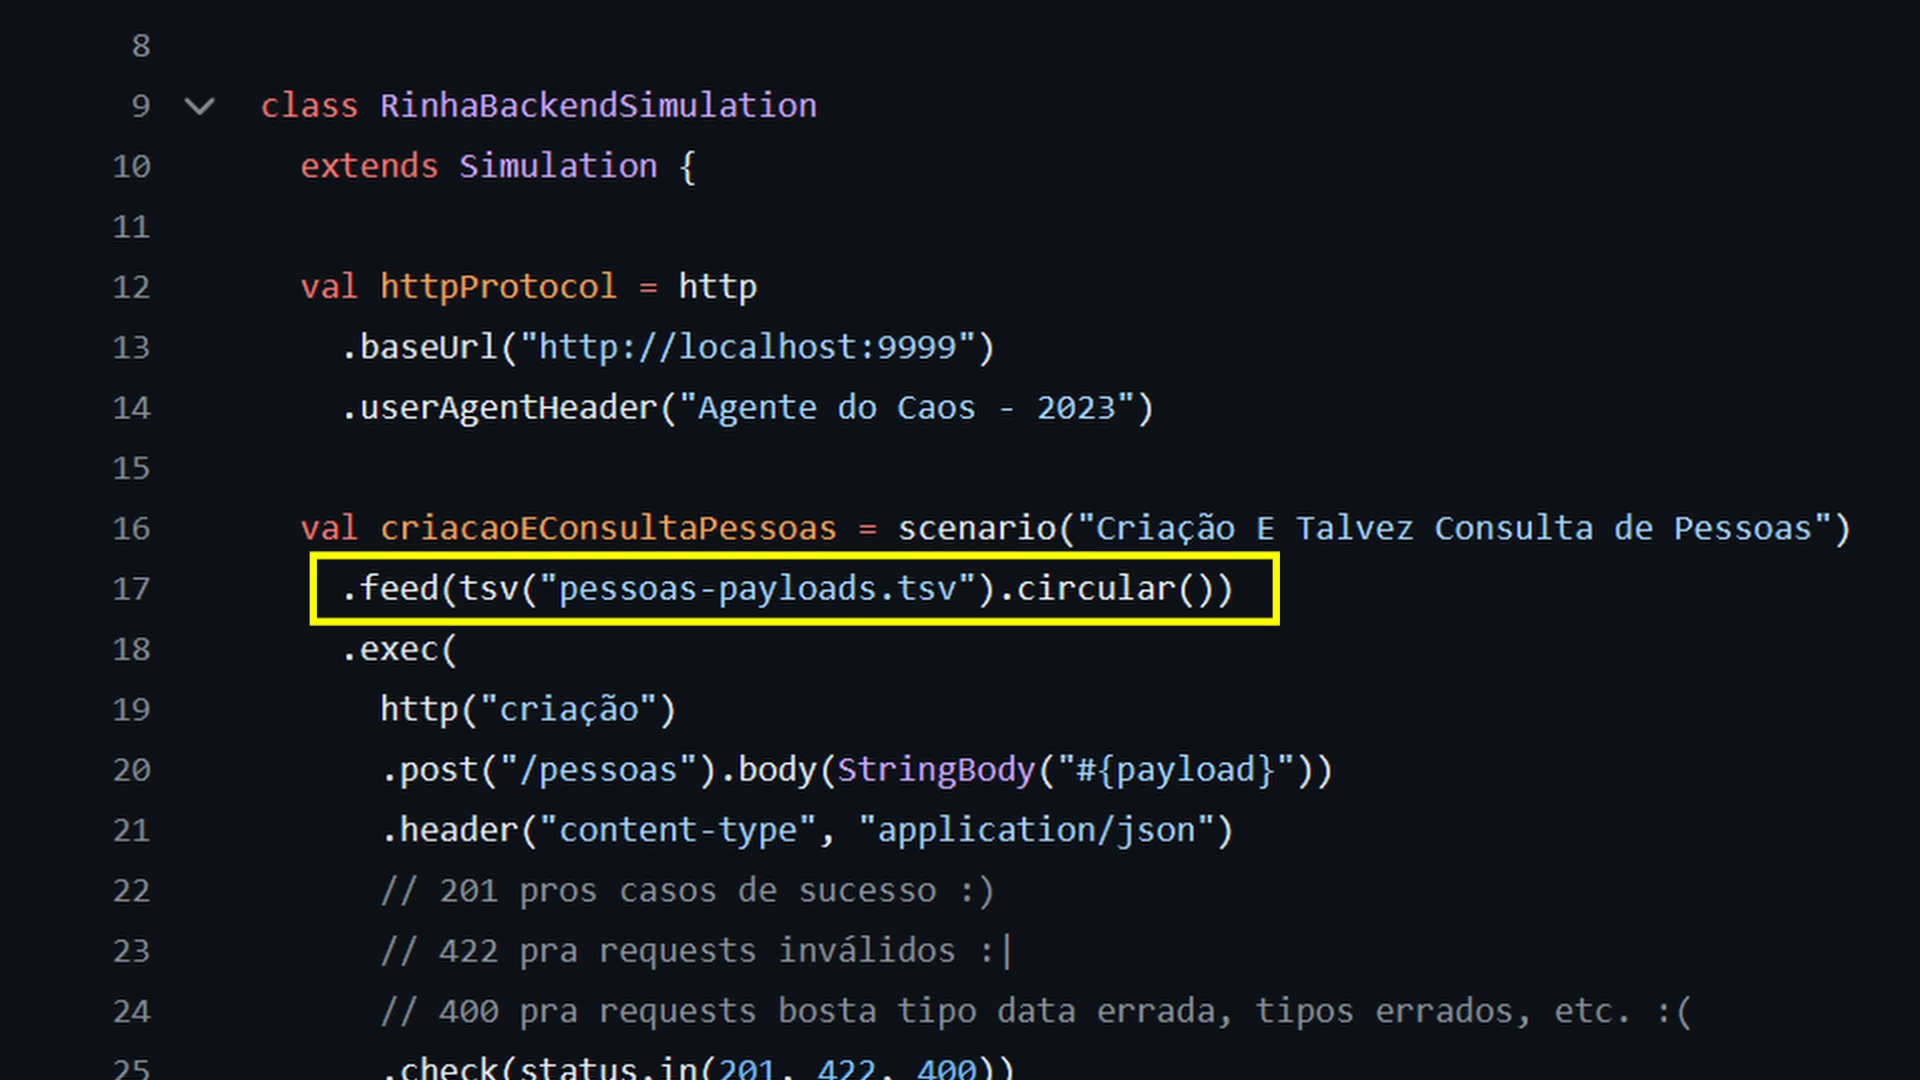 8
9 class RinhaBackendSimulation
10 extends Simulation {
11
12 val httpProtocol = http
13 .baseUrl("http://localhost:9999")
14 .userAgentHeader("Agente do Caos - 2023")
15
16 val criacaoEConsultaPessoas = scenario("Criação E Talvez Consulta de Pessoas")
17 .feed(tsv("pessoas-payloads.tsv").circular())
18 .exec(
19 http("criação")
20 .post("/pessoas").body(StringBody("#{payload}"))
21 .header("content-type", "application/json")
22 // 201 pros casos de sucesso :)
23 // 422 pra requests inválidos :|
24 // 400 pra requests bosta tipo data errada, tipos errados, etc. :(
25 .check(status.in(201, 422, 400))